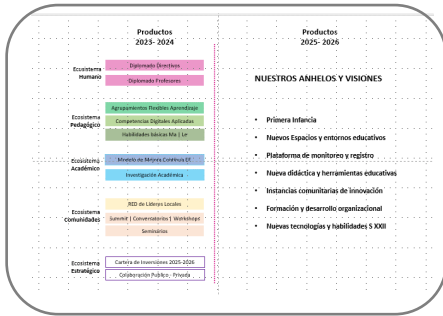 Productos
2023- 2024
Ecosistema
Humano
Diplomado Directivos
Diplomado Profesores
Ecosistema
Pedagógico
Agrupamientos Flexibles Aprendizaje
Competencias Digitales Aplicadas
Habilidades básicas Ma | Le
Ecosistema
Académico
Modelo de Mejora Continua
Investigación Académica
Ecosistema
Comunidades
RED de Líderes Locales
Summit | Conversatorios | Workshops
Seminarios
Ecosistema
Estratégico
Cartera de Inversiones 2025-2026
Colaboración Publico - Privada
Productos
2025- 2026
NUESTROS ANHELOS Y VISIONES
• Primera Infancia
• Nuevos Espacios y entornos educativos
• Plataforma de monitoreo y registro
• Nueva didáctica y herramientas educativas
• Instancias comunitarias de innovación
• Formación y desarrollo organizacional
• Nuevas tecnologías y habilidades S XXII